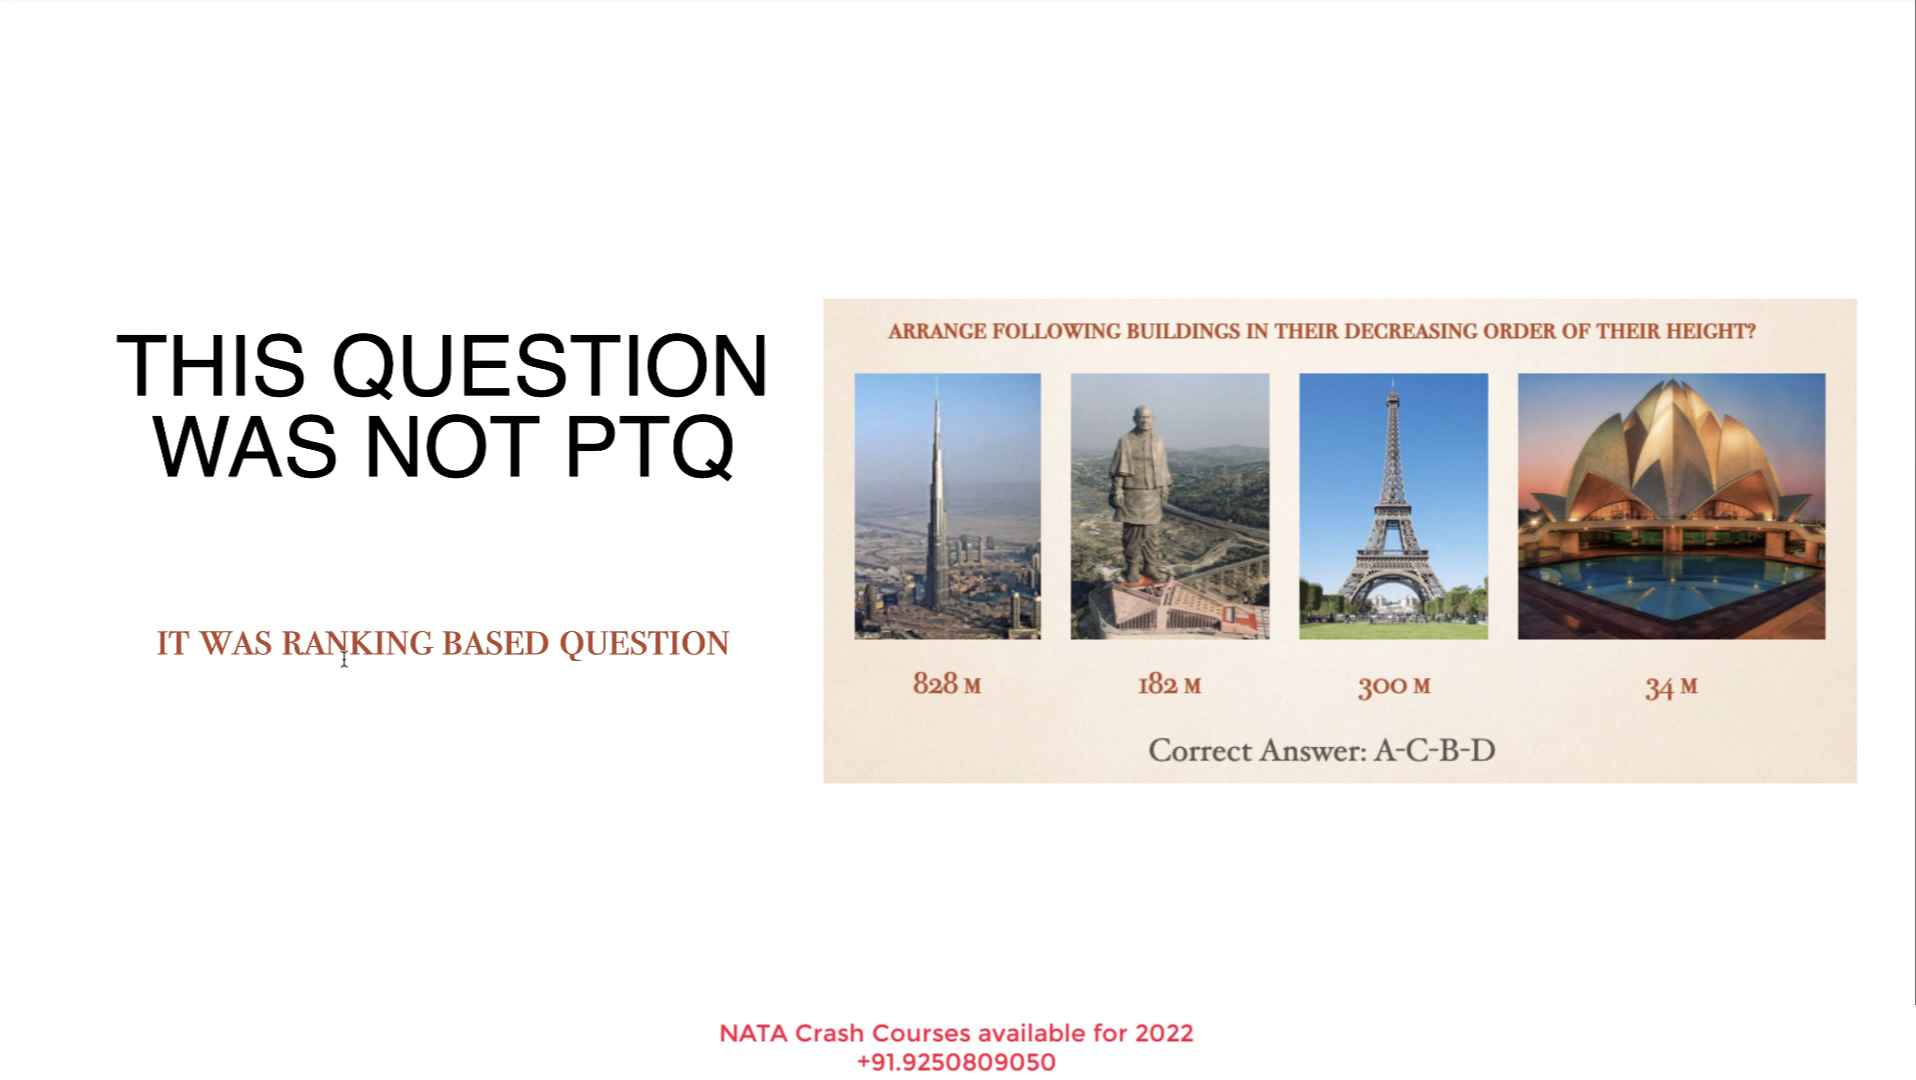 THIS QUESTION
WAS NOT PTQ
IT WAS RANKING BASED QUESTION
ARRANGE FOLLOWING BUILDINGS IN THEIR DECREASING ORDER OF THEIR HEIGHT?
828 M
182 M
300 M
34 M
Correct Answer: A-C-B-D
NATA Crash Courses available for 2022
+91.9250809050